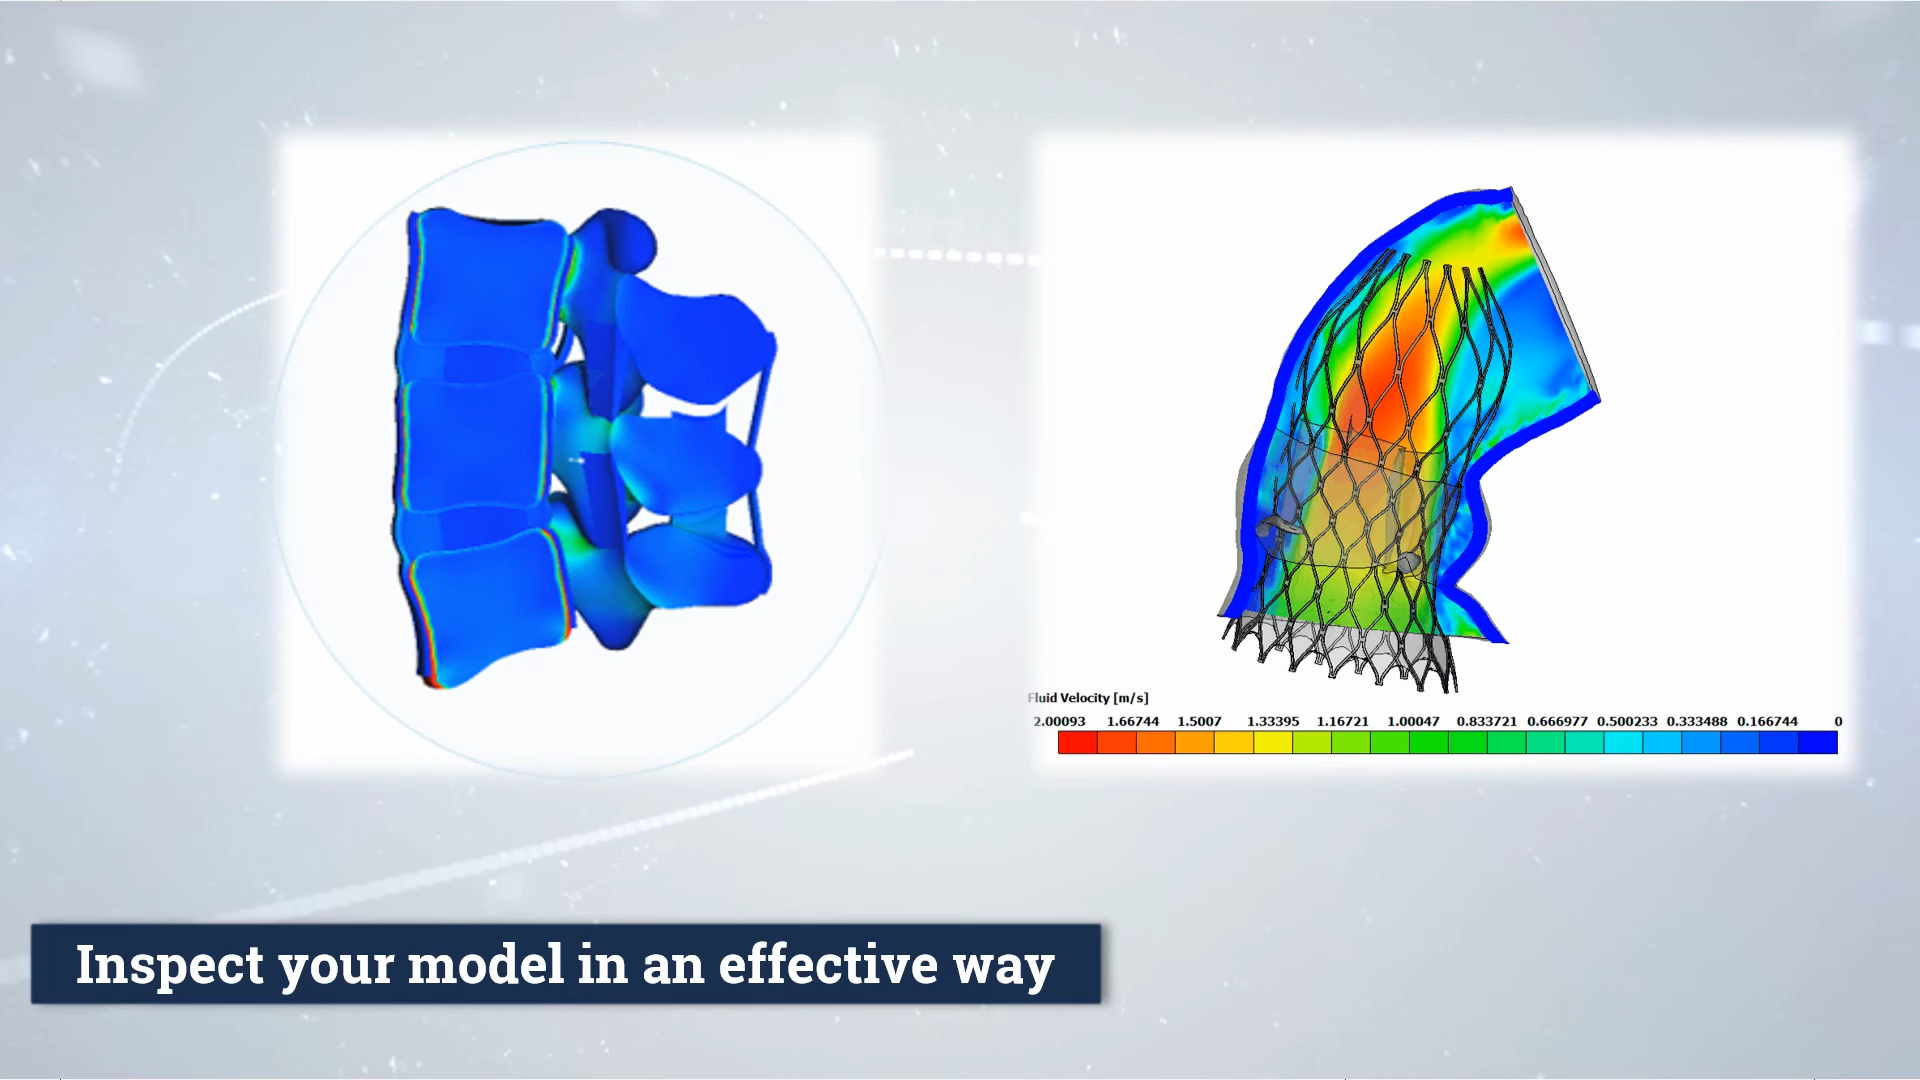 Fluid Velocity [m/s]
2.00093 1.66744 1.5007 1.33395 1.16721 1.00047 0.833721 0.666977 0.500233 0.333488 0.166744 0
Inspect your model in an effective way